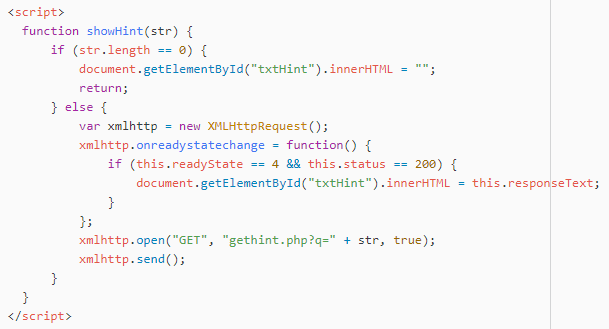 <script>
function showHint(str) {
if (str.length == 0) {
document.getElementById("txtHint").innerHTML = "";
return;
} else {
var xmlhttp = new XMLHttpRequest();
xmlhttp.onreadystatechange = function() {
if (this.readyState == 4 && this.status == 200) {
document.getElementById("txtHint").innerHTML = this.responseText;
}
};
xmlhttp.open("GET", "gethint.php?q=" + str, true);
xmlhttp.send();
}
}
</script>